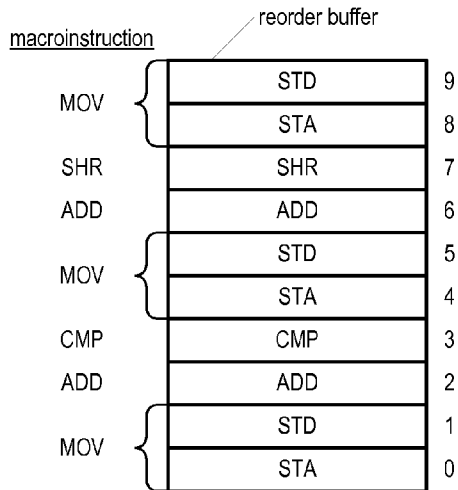 reorder buffer
macroinstruction
STD 9
MOV
STA 8
SHR SHR 7
ADD ADD 6
STD 5
MOV
STA 4
CMP CMP 3
ADD ADD 2
STD 1
MOV
STA 0